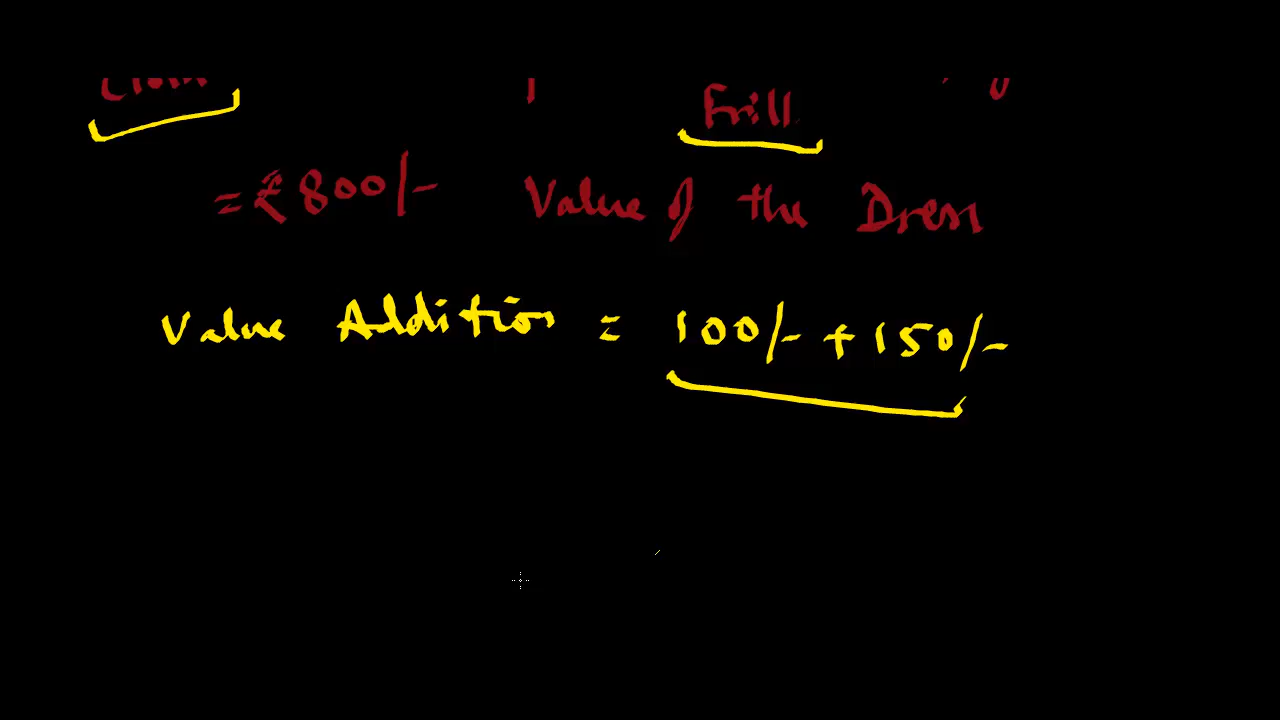 Frill
= ₹800/- Value of the Dress
Value Addition = 100/- + 150/-